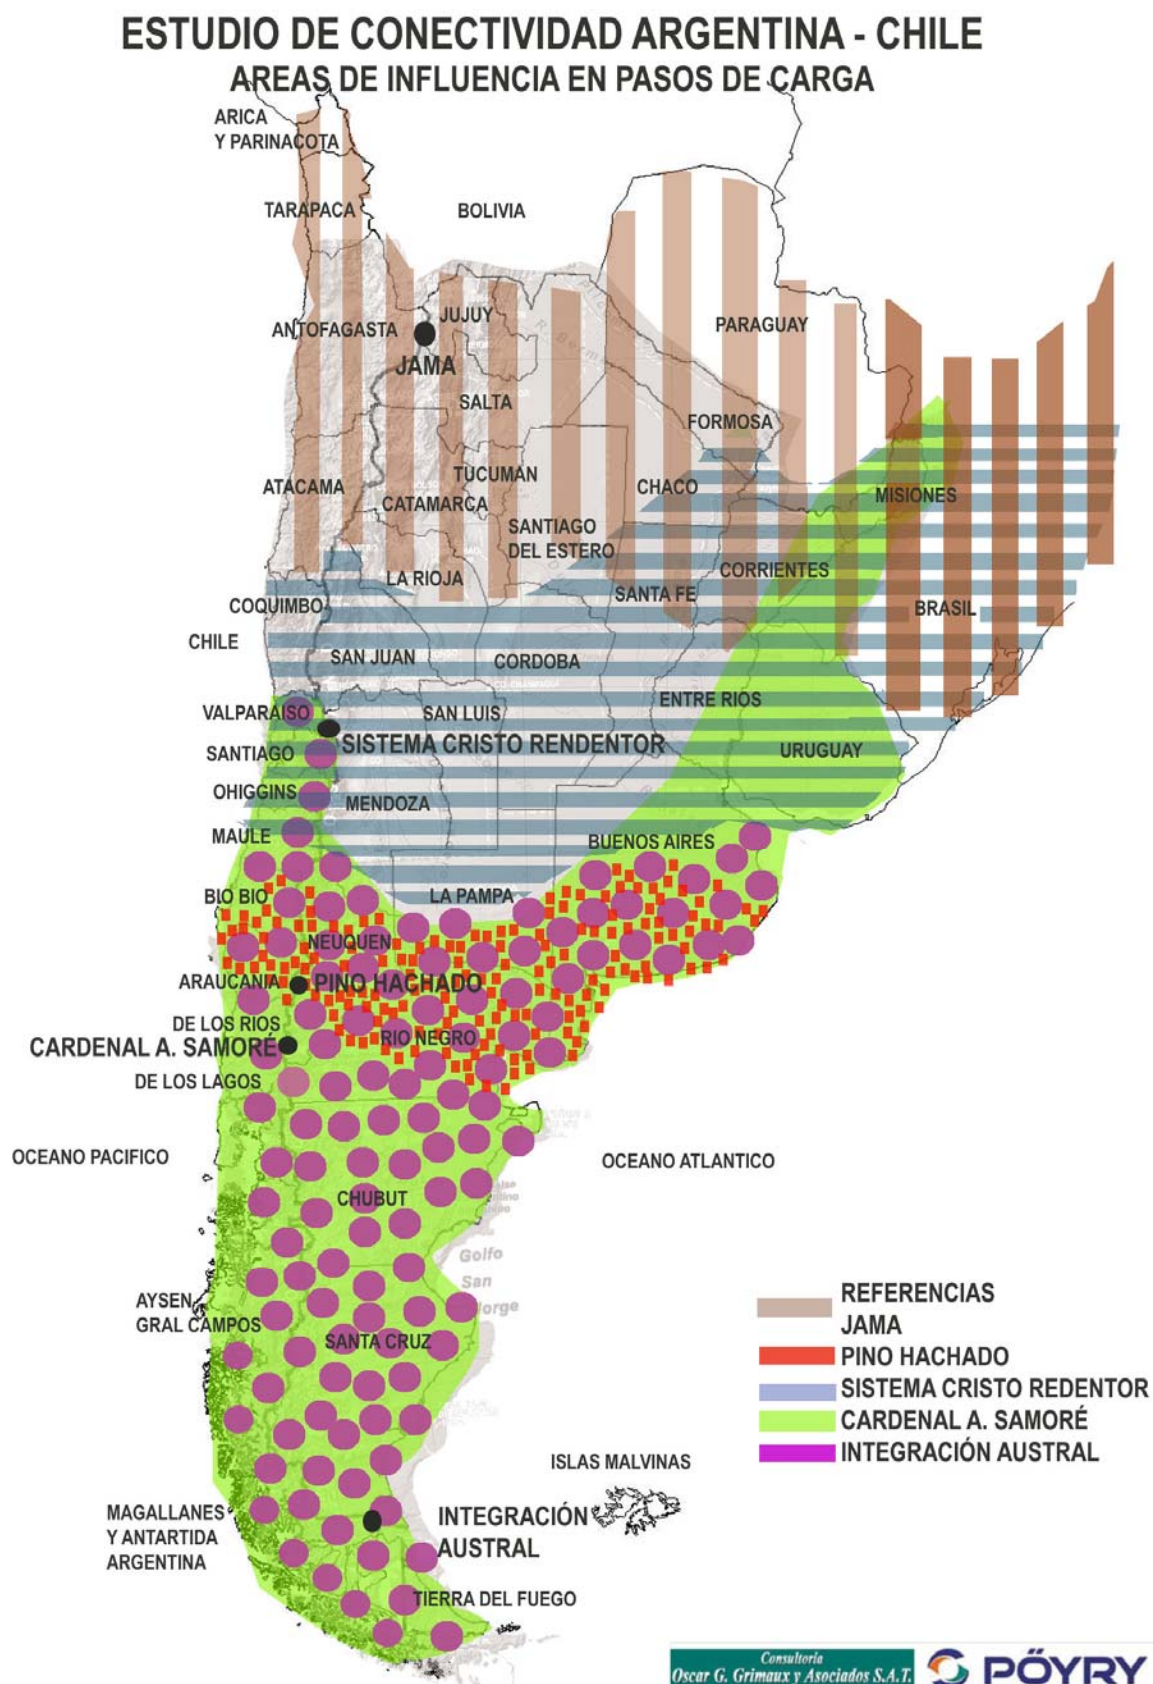 ESTUDIO DE CONECTIVIDAD ARGENTINA - CHILE
AREAS DE INFLUENCIA EN PASOS DE CARGA
ARICA
Y PARINACOTA
TARAPACA
BOLIVIA
ANTOFAGASTA
JUJUY
PARAGUAY
JAMA
SALTA
FORMOSA
TUCUMAN
ATACAMA
CHACO
MISIONES
CATAMARCA
SANTIAGO
DEL ESTERO
CORRIENTES
LA RIOJA
SANTA FE
COQUIMBO
BRASIL
CHILE
SAN JUAN
CORDOBA
ENTRE RIOS
VALPARAISO
SAN LUIS
SISTEMA CRISTO RENDENTOR
SANTIAGO
URUGUAY
OHIGGINS
MENDOZA
MAULE
BUENOS AIRES
BIO BIO
LA PAMPA
NEUQUEN
ARAUCANIA
PINO HACHADO
DE LOS RIOS
RIO NEGRO
CARDENAL A. SAMORÉ
DE LOS LAGOS
OCEANO PACIFICO
OCEANO ATLANTICO
CHUBUT
Golfo
San
Jorge
AYSEN
GRAL CAMPOS
SANTA CRUZ
REFERENCIAS
JAMA
PINO HACHADO
SISTEMA CRISTO REDENTOR
CARDENAL A. SAMORÉ
INTEGRACIÓN AUSTRAL
ISLAS MALVINAS
MAGALLANES
Y ANTARTIDA
ARGENTINA
INTEGRACIÓN
AUSTRAL
TIERRA DEL FUEGO
Consultoría
Oscar G. Grimaux y Asociados S.A.T.
PÖYRY